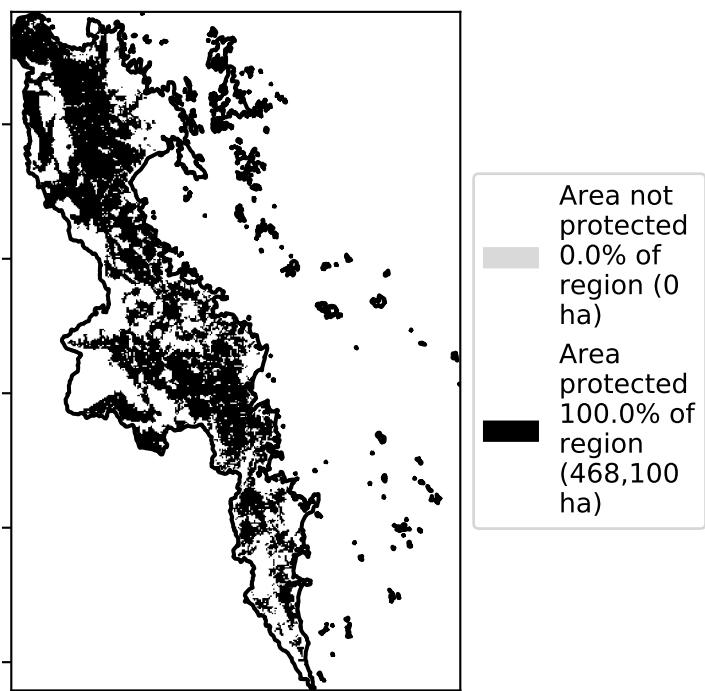 Area not
protected
0.0% of
region (0
ha)
Area
protected
100.0% of
region
(468,100
ha)